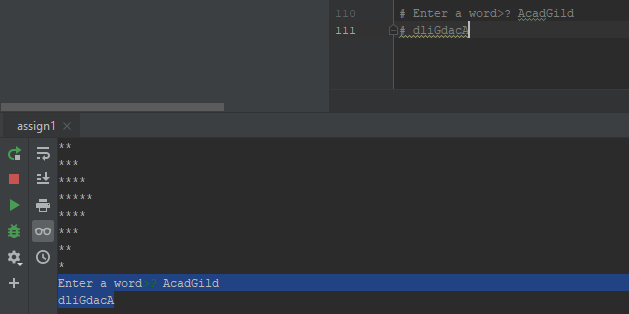 110 # Enter a word>? AcadGild
111 # dliGdacA
assign1
**
***
****
*****
****
***
**
*
Enter a word>? AcadGild
dliGdacA